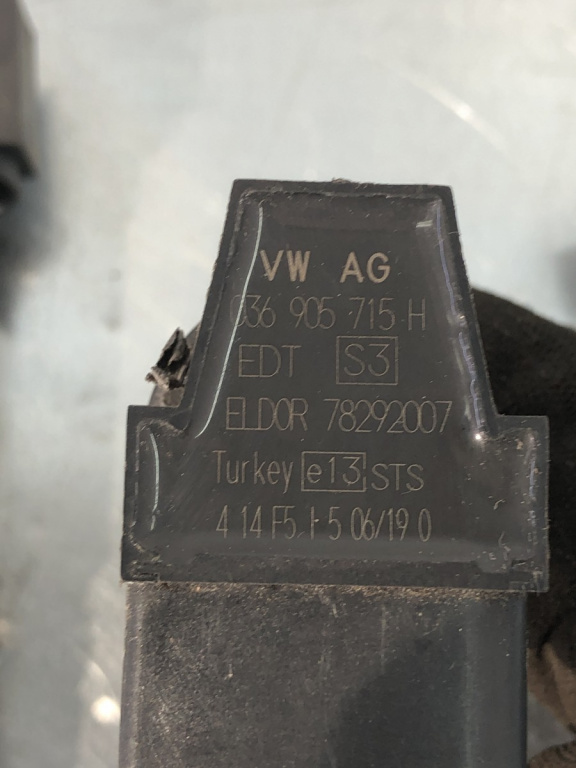 VW AG
036 905 715 H
EDT S3
ELDOR 78292007
Turkey e13 STS
4 14 F5 1 5 06/19 0